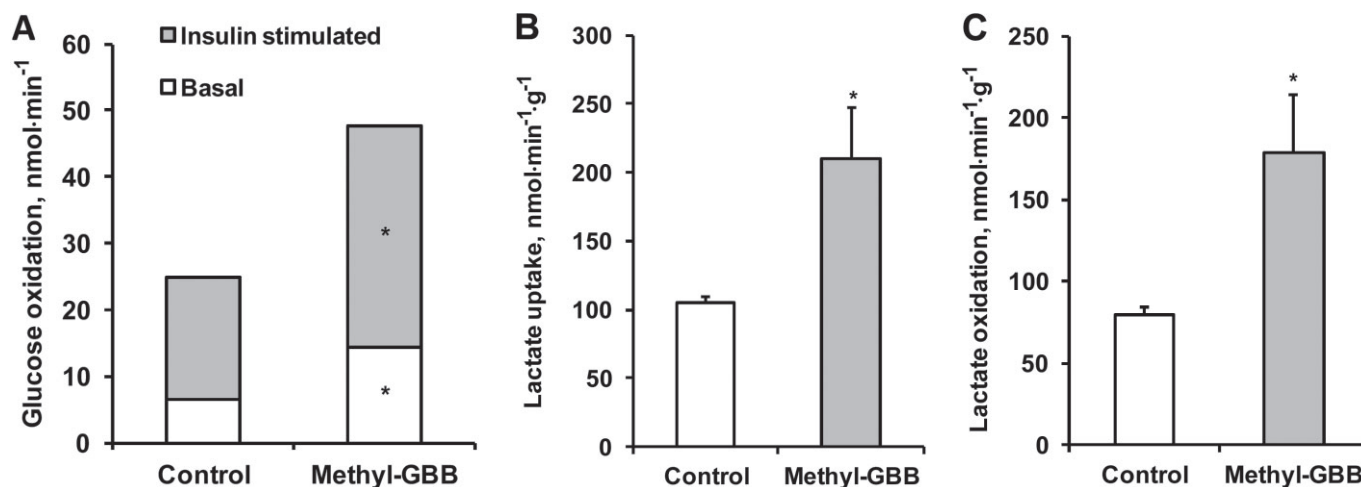 A
Insulin stimulated
Basal
Glucose oxidation, nmol·min⁻¹
60
50
40
30
20
10
0
*
*
Control
Methyl-GBB
B
Lactate uptake, nmol·min⁻¹·g⁻¹
300
250
200
150
100
50
0
*
Control
Methyl-GBB
C
Lactate oxidation, nmol·min⁻¹·g⁻¹
250
200
150
100
50
0
*
Control
Methyl-GBB